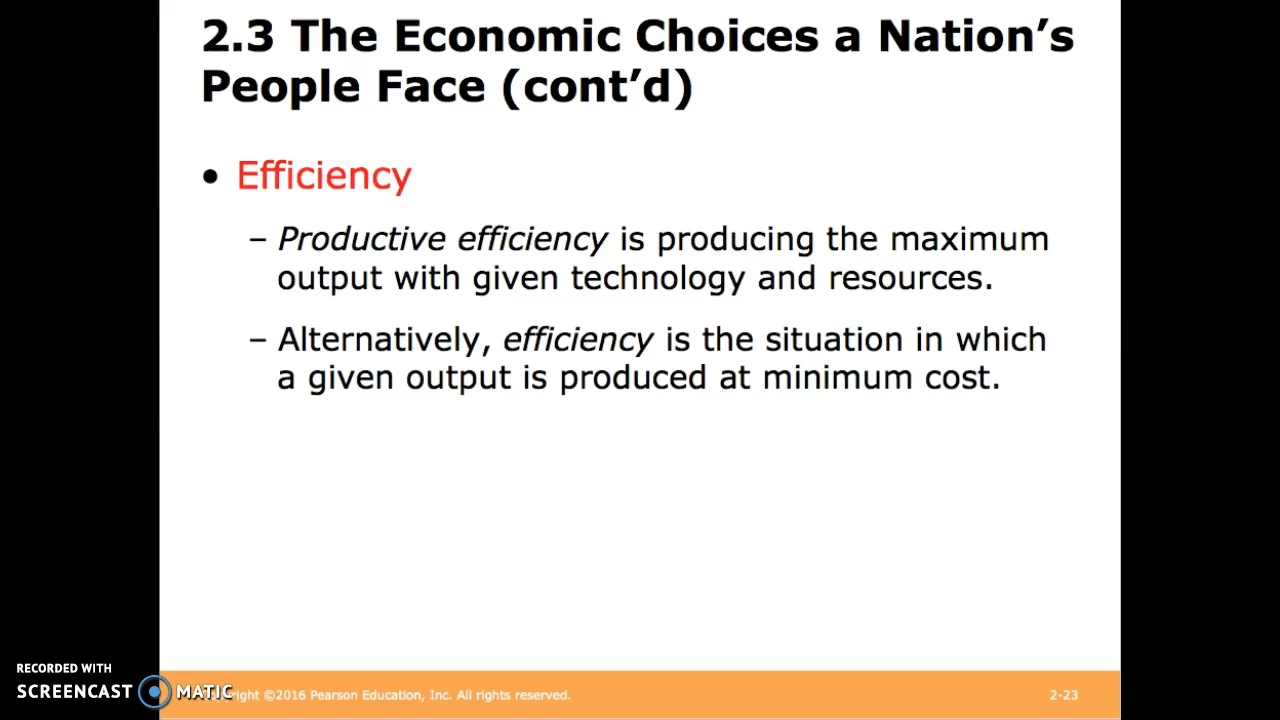 2.3 The Economic Choices a Nation’s
People Face (cont’d)
• Efficiency
– Productive efficiency is producing the maximum
output with given technology and resources.
– Alternatively, efficiency is the situation in which
a given output is produced at minimum cost.
RECORDED WITH
SCREENCAST MATIC
©2016 Pearson Education, Inc. All rights reserved.
2-23